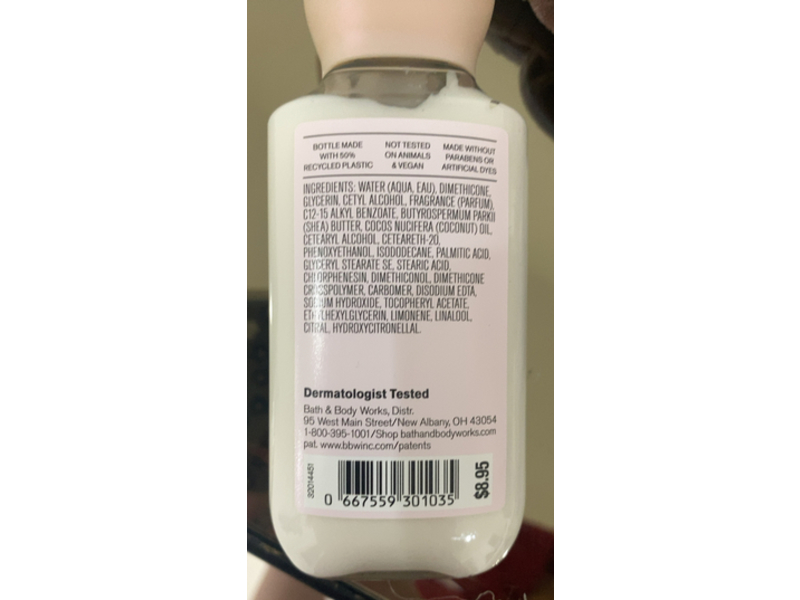 BOTTLE MADE
WITH 50%
RECYCLED PLASTIC
NOT TESTED
ON ANIMALS
& VEGAN
MADE WITHOUT
PARABENS OR
ARTIFICIAL DYES
INGREDIENTS: WATER (AQUA, EAU), DIMETHICONE,
GLYCERIN, CETYL ALCOHOL, FRAGRANCE (PARFUM),
C12-15 ALKYL BENZOATE, BUTYROSPERMUM PARKII
(SHEA) BUTTER, COCOS NUCIFERA (COCONUT) OIL,
CETEARYL ALCOHOL, CETEARETH-20,
PHENOXYETHANOL, ISODODECANE, PALMITIC ACID,
GLYCERYL STEARATE SE, STEARIC ACID,
CHLORPHENESIN, DIMETHICONOL, DIMETHICONE
CROSSPOLYMER, CARBOMER, DISODIUM EDTA,
SODIUM HYDROXIDE, TOCOPHERYL ACETATE,
ETHYLHEXYLGLYCERIN, LIMONENE, LINALOOL,
CITRAL, HYDROXYCITRONELLAL.
Dermatologist Tested
Bath & Body Works, Distr.
95 West Main Street/New Albany, OH 43054
1-800-395-1001/Shop bathandbodyworks.com
pat. www.bbwinc.com/patents
32014451
0 667559 301035
$8.95